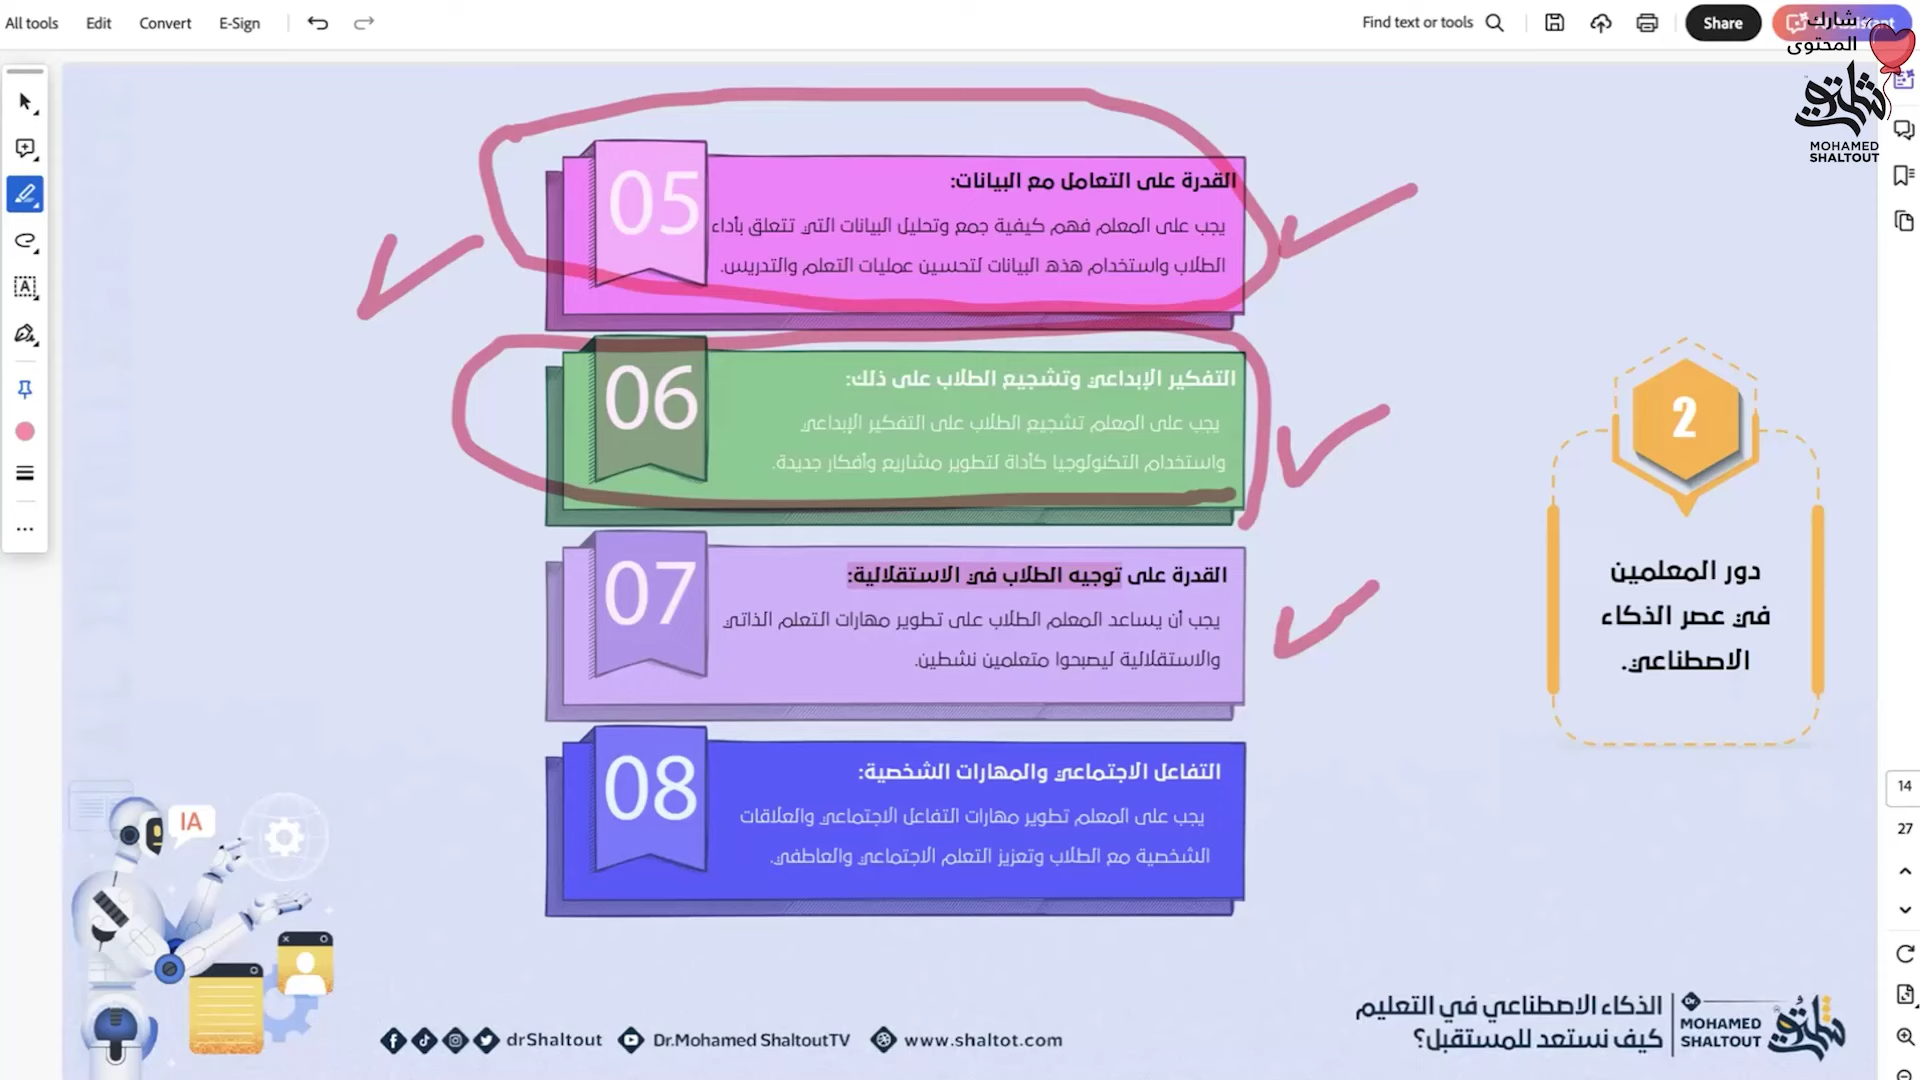 All tools
Edit
Convert
E-Sign
Find text or tools
Share
شارك
المحتوى
شلتوت
MOHAMED
SHALTOUT
05
القدرة على التعامل مع البيانات:
يجب على المعلم فهم كيفية جمع وتحليل البيانات التي تتعلق بأداء
الطلاب واستخدام هذه البيانات لتحسين عمليات التعلم والتدريس.
06
التفكير الإبداعي وتشجيع الطلاب على ذلك:
يجب على المعلم تشجيع الطلاب على التفكير الإبداعي
واستخدام التكنولوجيا كأداة لتطوير مشاريع وأفكار جديدة.
07
القدرة على توجيه الطلاب في الاستقلالية:
يجب أن يساعد المعلم الطلاب على تطوير مهارات التعلم الذاتي
والاستقلالية ليصبحوا متعلمين نشطين.
08
التفاعل الاجتماعي والمهارات الشخصية:
يجب على المعلم تطوير مهارات التفاعل الاجتماعي والعلاقات
الشخصية مع الطلاب وتعزيز التعلم الاجتماعي والعاطفي.
2
دور المعلمين
في عصر الذكاء
الاصطناعي.
14
27
IA
drShaltout
Dr.Mohamed ShaltoutTV
www.shaltot.com
الذكاء الاصطناعي في التعليم
كيف نستعد للمستقبل؟
Dr.
MOHAMED
SHALTOUT
شلتوت